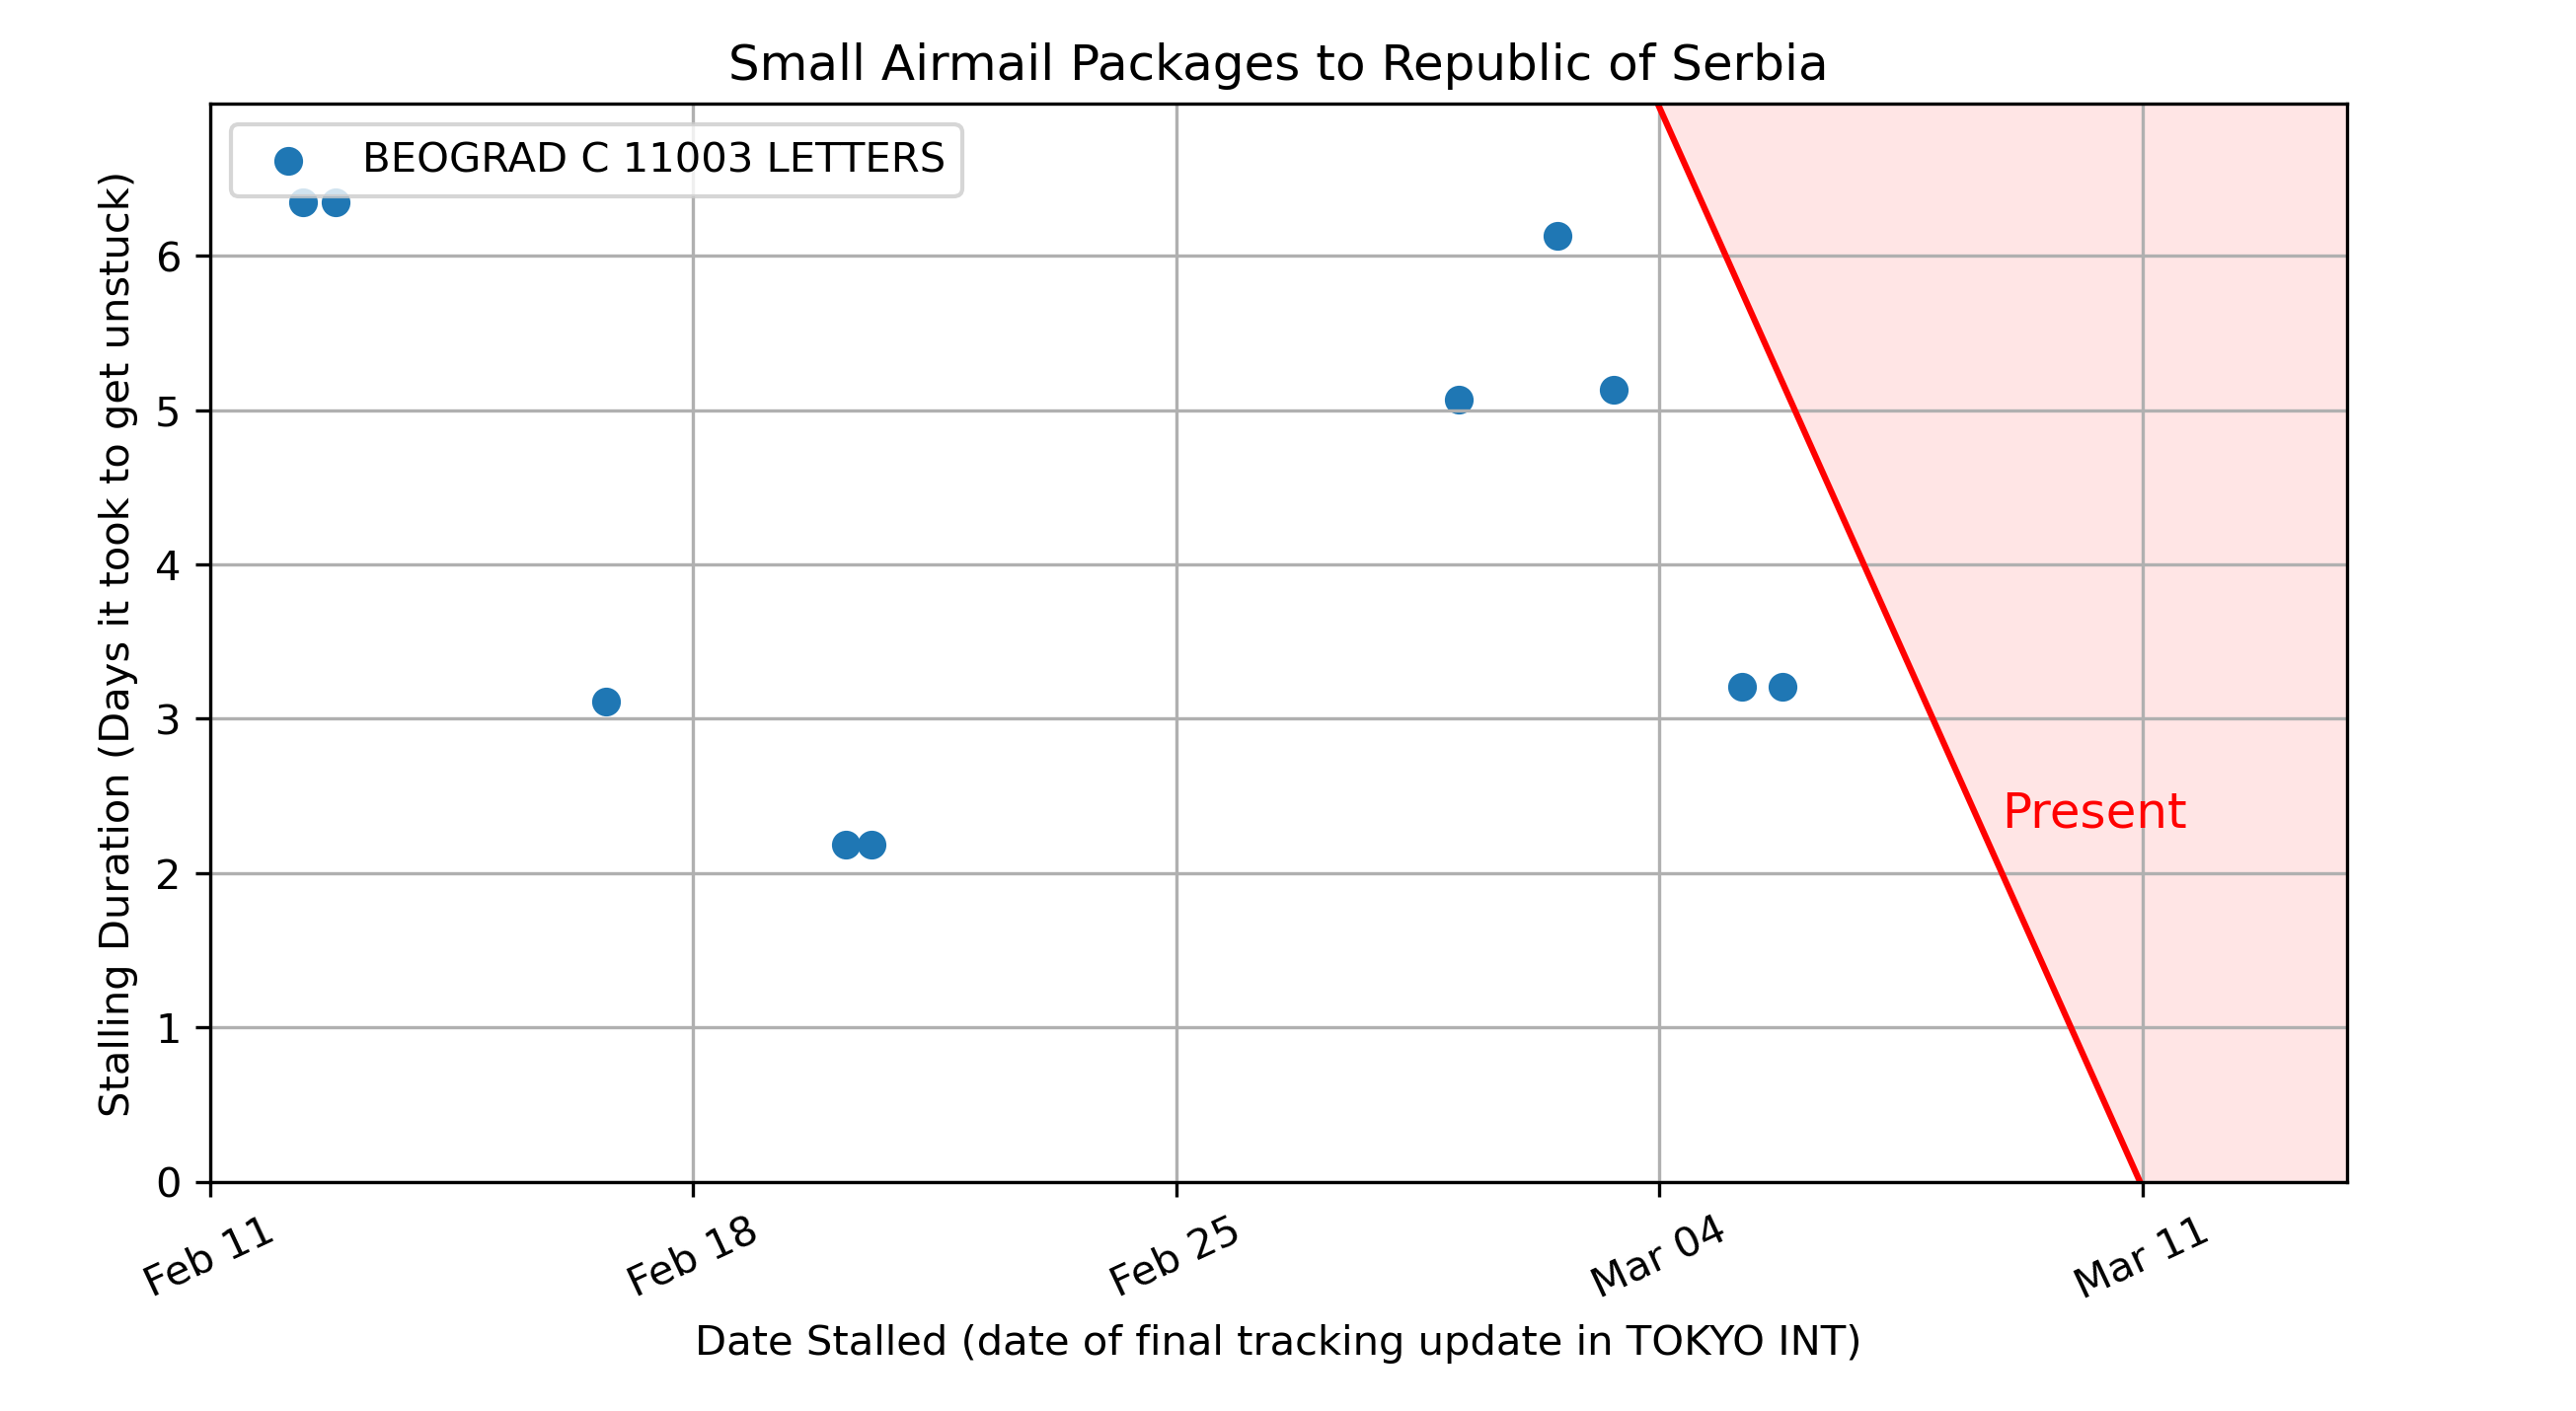 Small Airmail Packages to Republic of Serbia
BEOGRAD C 11003 LETTERS
Stalling Duration (Days it took to get unstuck)
6
5
4
3
2
1
0
Present
Feb 11
Feb 18
Feb 25
Mar 04
Mar 11
Date Stalled (date of final tracking update in TOKYO INT)